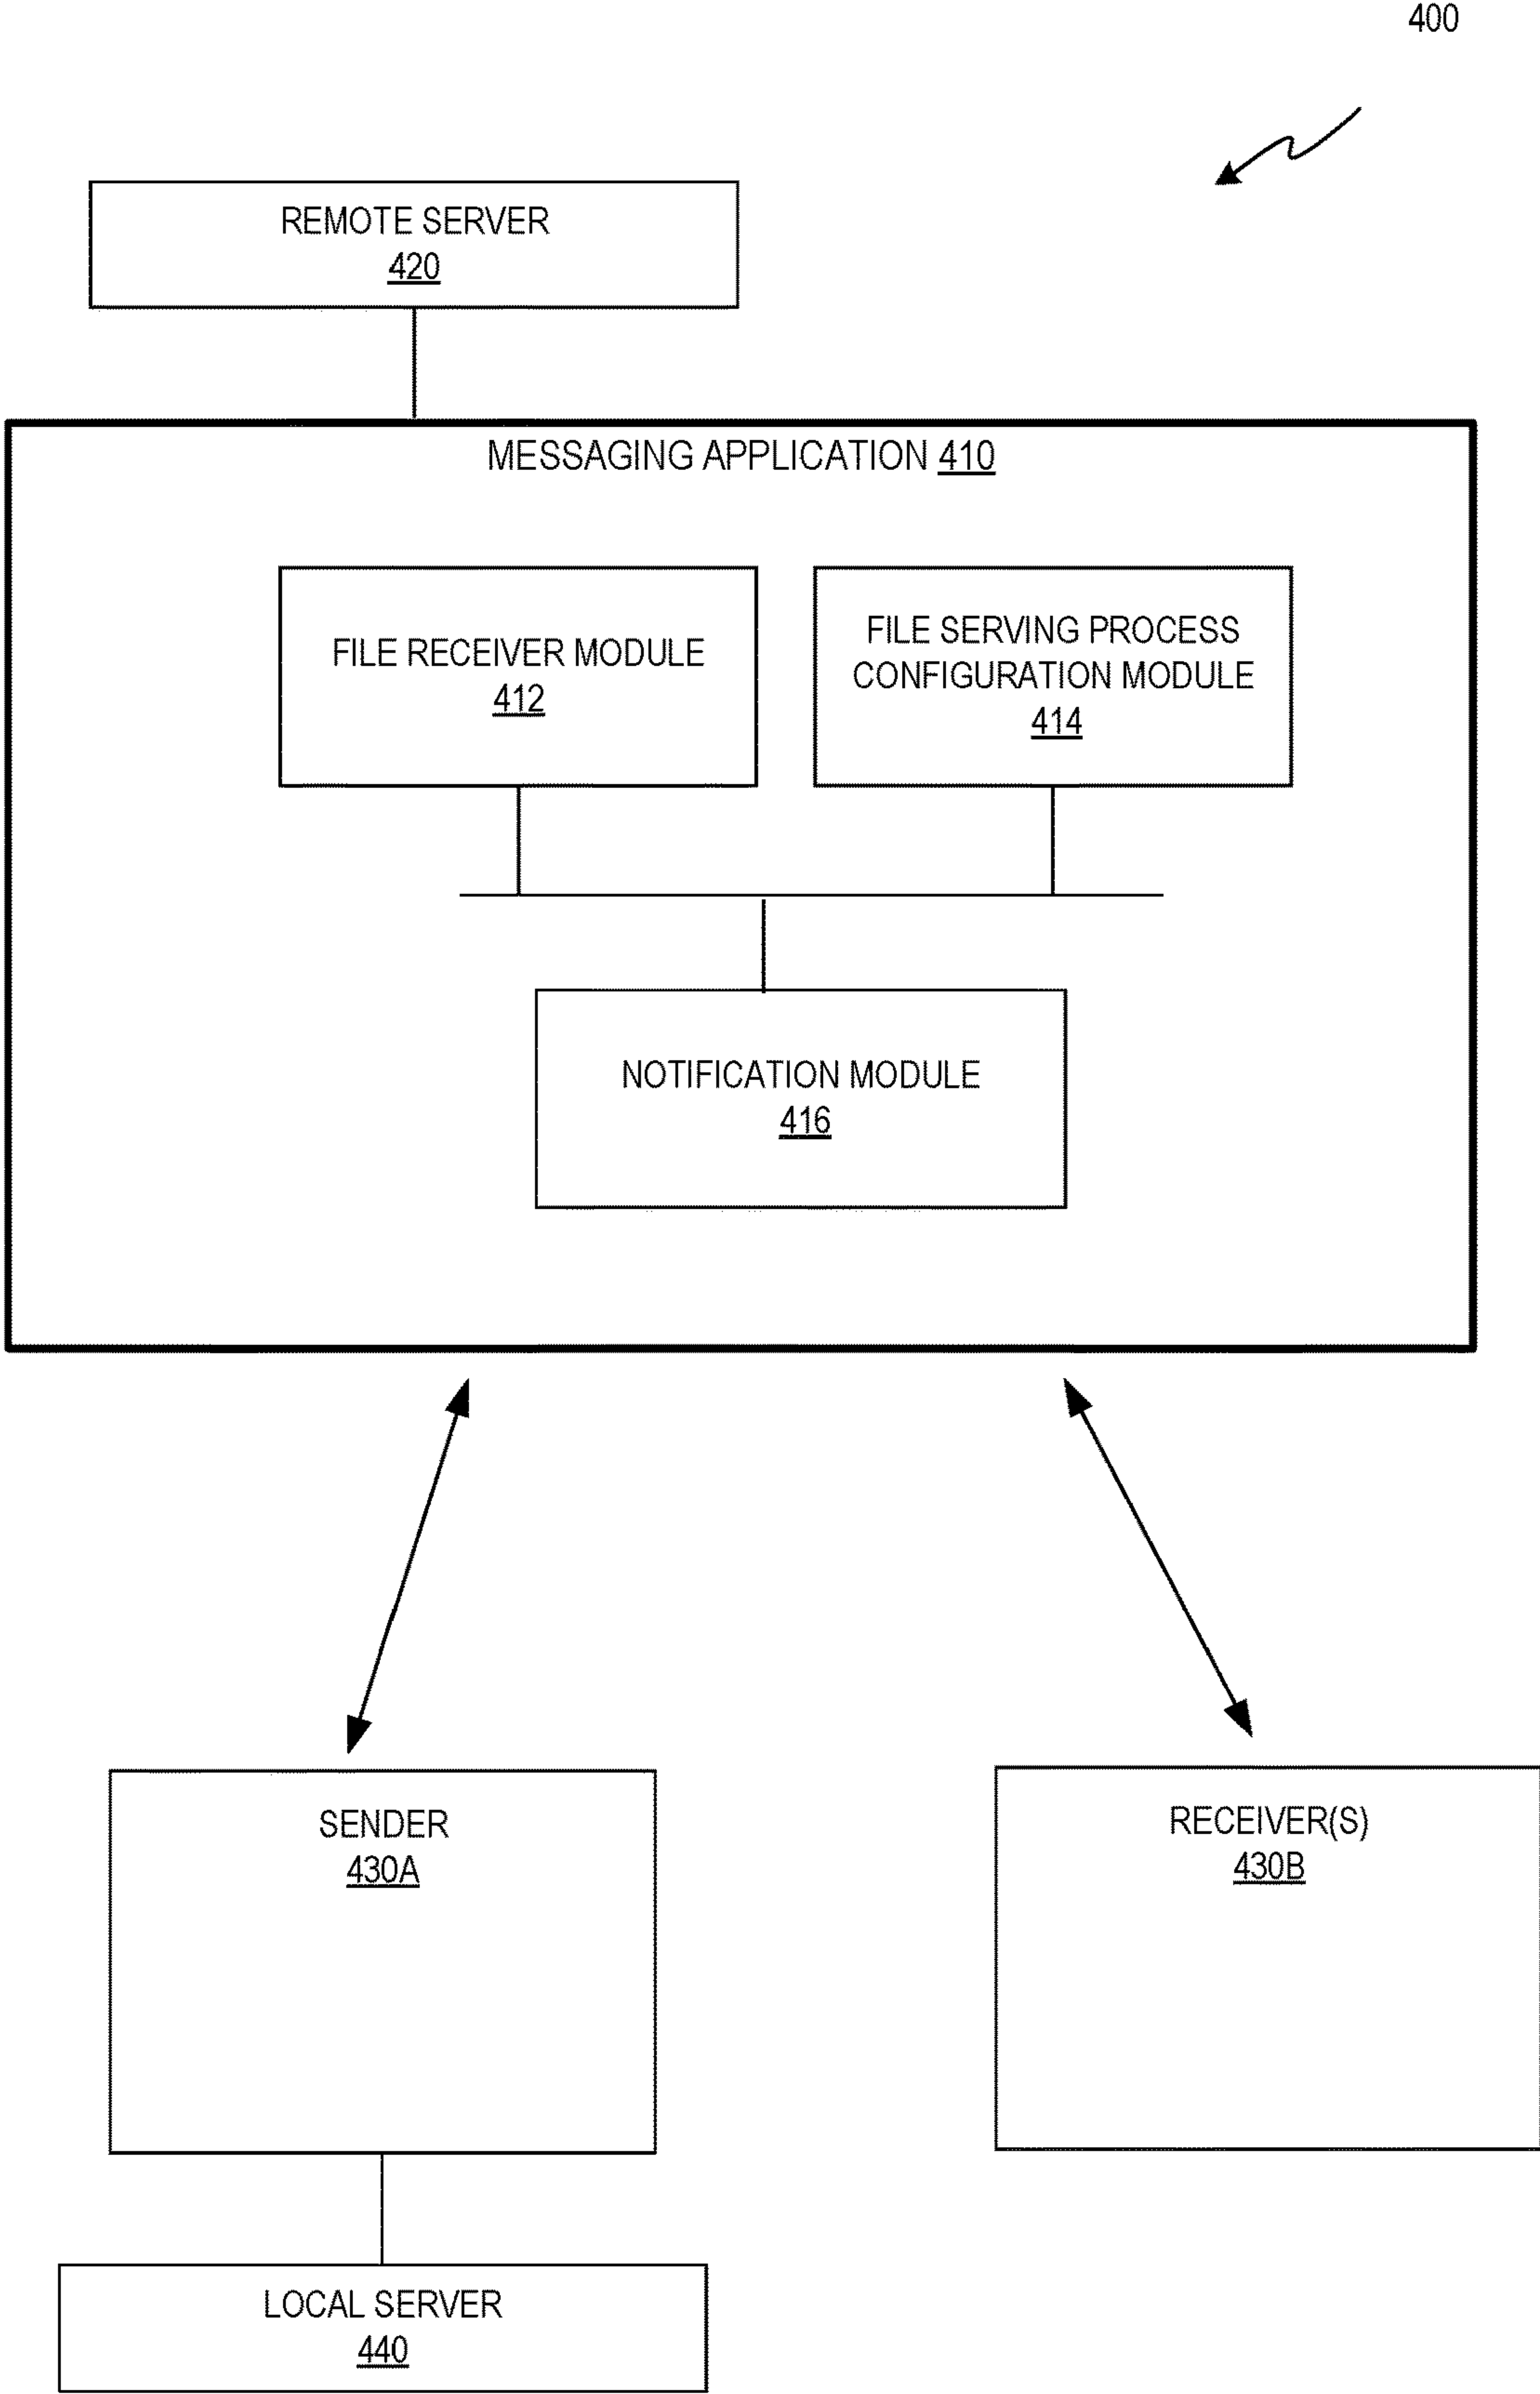 400
REMOTE SERVER
420
MESSAGING APPLICATION 410
FILE RECEIVER MODULE
412
FILE SERVING PROCESS
CONFIGURATION MODULE
414
NOTIFICATION MODULE
416
SENDER
430A
RECEIVER(S)
430B
LOCAL SERVER
440